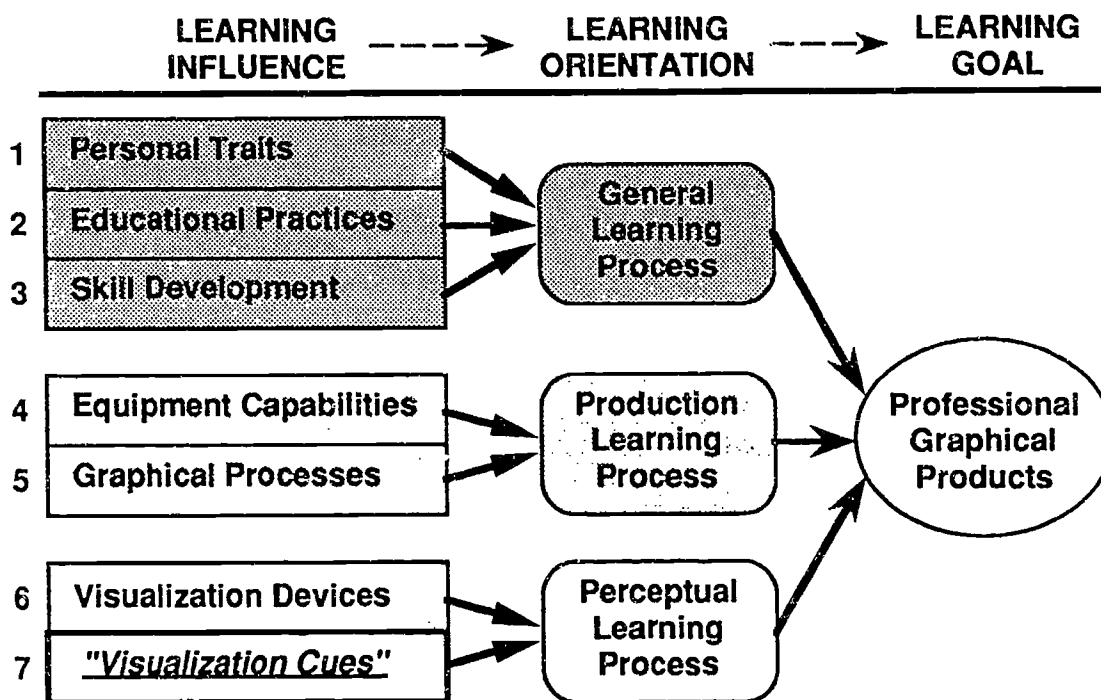 LEARNING INFLUENCE
LEARNING ORIENTATION
LEARNING GOAL
1 Personal Traits
2 Educational Practices
3 Skill Development
General
Learning
Process
4 Equipment Capabilities
5 Graphical Processes
Production
Learning
Process
6 Visualization Devices
7 "Visualization Cues"
Perceptual
Learning
Process
Professional
Graphical
Products